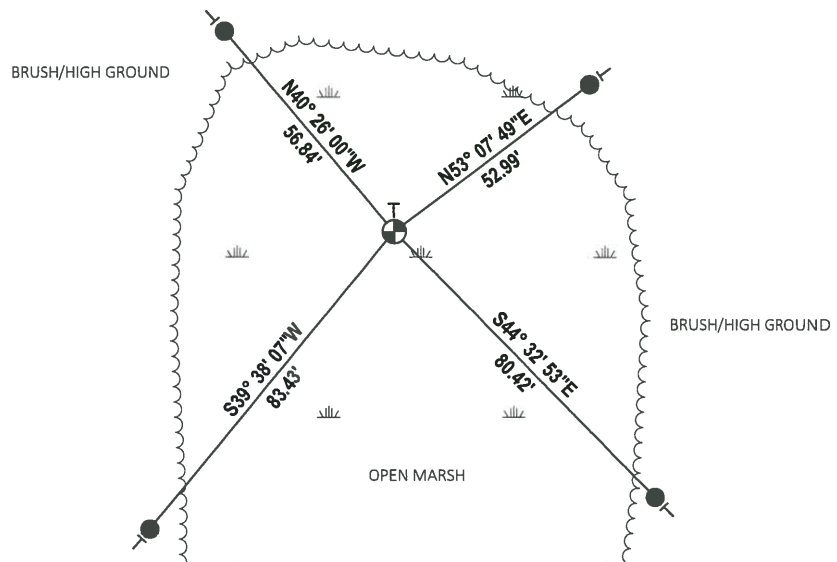 BRUSH/HIGH GROUND
N40° 26' 00"W
56.84'
N53° 07' 49"E
52.99'
T
BRUSH/HIGH GROUND
S39° 38' 07"W
83.43'
S44° 32' 53"E
80.42'
OPEN MARSH